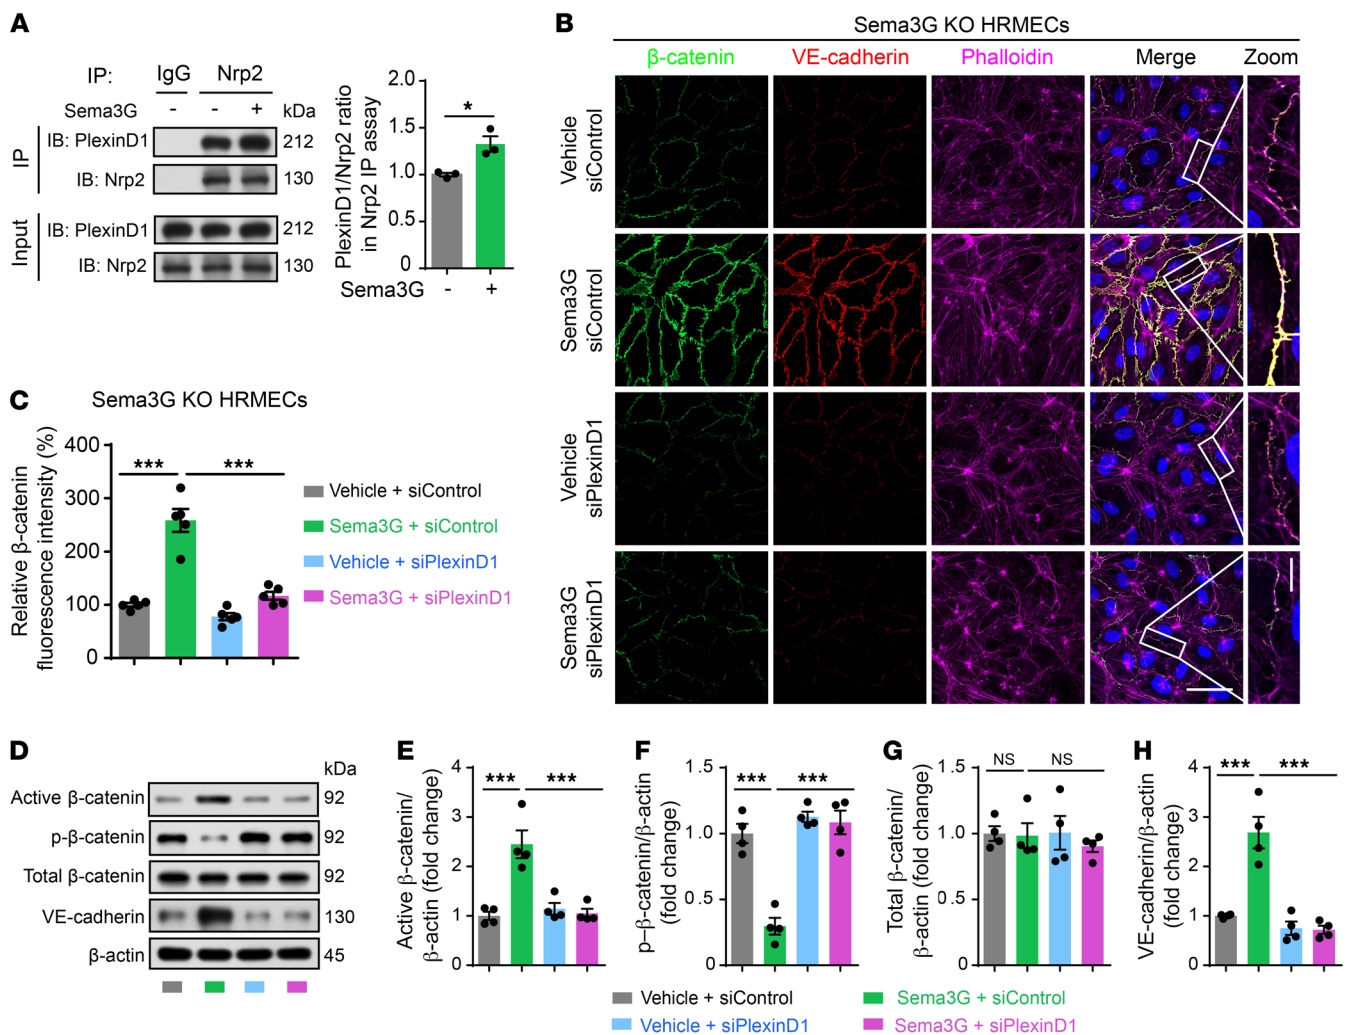 A
IP: IgG Nrp2
Sema3G - - + kDa
IP
IB: PlexinD1 212
IB: Nrp2 130
Input
IB: PlexinD1 212
IB: Nrp2 130
PlexinD1/Nrp2 ratio
in Nrp2 IP assay
2.0
1.5
1.0
0.5
0
*
Sema3G - +
B
Sema3G KO HRMECs
β-catenin VE-cadherin Phalloidin Merge Zoom
Vehicle
siControl
Sema3G
siControl
Vehicle
siPlexinD1
Sema3G
siPlexinD1
C
Sema3G KO HRMECs
Relative β-catenin
fluorescence intensity (%)
400
300
200
100
0
*** ***
Vehicle + siControl
Sema3G + siControl
Vehicle + siPlexinD1
Sema3G + siPlexinD1
D
kDa
Active β-catenin 92
p-β-catenin 92
Total β-catenin 92
VE-cadherin 130
β-actin 45
E
Active β-catenin/
β-actin (fold change)
4
3
2
1
0
*** ***
F
p–β-catenin/β-actin
(fold change)
1.5
1.0
0.5
0
*** ***
G
Total β-catenin/
β-actin (fold change)
1.5
1.0
0.5
0
NS NS
H
VE-cadherin/β-actin
(fold change)
4
3
2
1
0
*** ***
Vehicle + siControl Sema3G + siControl
Vehicle + siPlexinD1 Sema3G + siPlexinD1